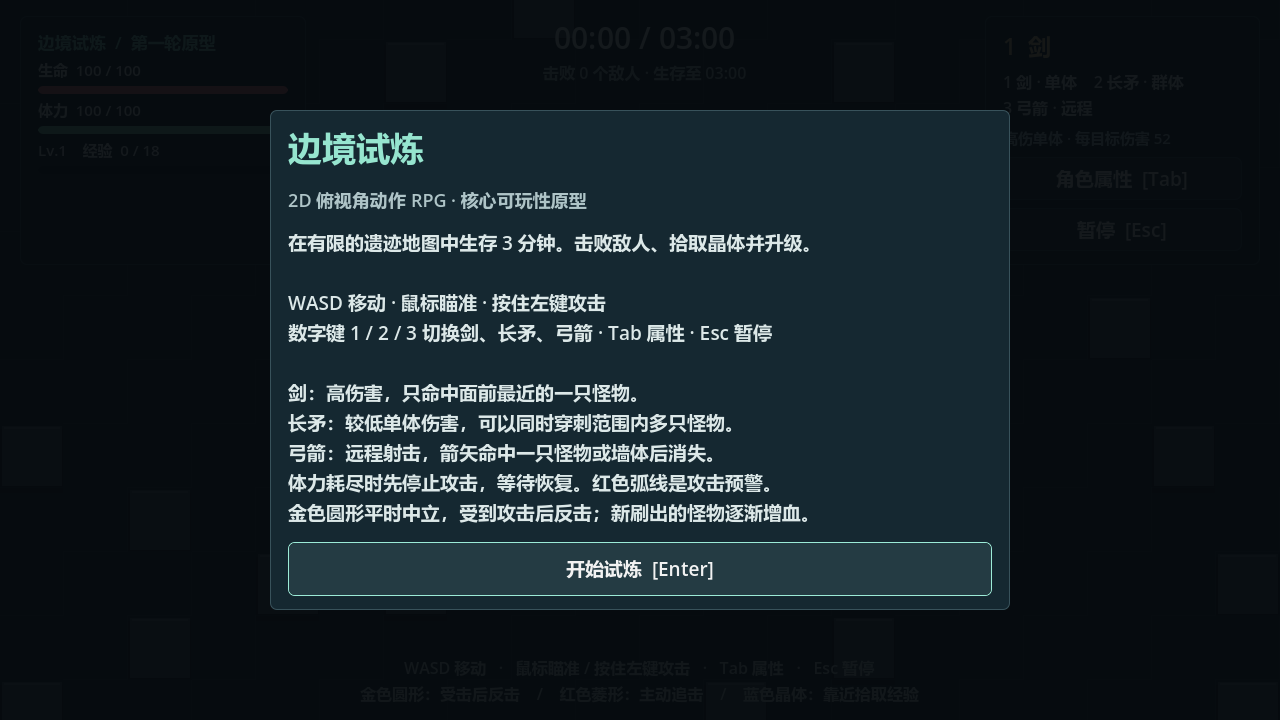 边境试炼 / 第一轮原型
生命 100 / 100
体力 100 / 100
Lv.1 经验 0 / 18
00:00 / 03:00
击败 0 个敌人 · 生存至 03:00
1 剑
1 剑 · 单体 2 长矛 · 群体
3 弓箭 · 远程
高伤单体 · 每目标伤害 52
角色属性 [Tab]
暂停 [Esc]
边境试炼
2D 俯视角动作 RPG · 核心可玩性原型
在有限的遗迹地图中生存 3 分钟。击败敌人、拾取晶体并升级。
WASD 移动 · 鼠标瞄准 · 按住左键攻击
数字键 1 / 2 / 3 切换剑、长矛、弓箭 · Tab 属性 · Esc 暂停
剑：高伤害，只命中面前最近的一只怪物。
长矛：较低单体伤害，可以同时穿刺范围内多只怪物。
弓箭：远程射击，箭矢命中一只怪物或墙体后消失。
体力耗尽时先停止攻击，等待恢复。红色弧线是攻击预警。
金色圆形平时中立，受到攻击后反击；新刷出的怪物逐渐增血。
开始试炼 [Enter]
WASD 移动 · 鼠标瞄准 / 按住左键攻击 · Tab 属性 · Esc 暂停
金色圆形：受击后反击 / 红色菱形：主动追击 / 蓝色晶体：靠近拾取经验